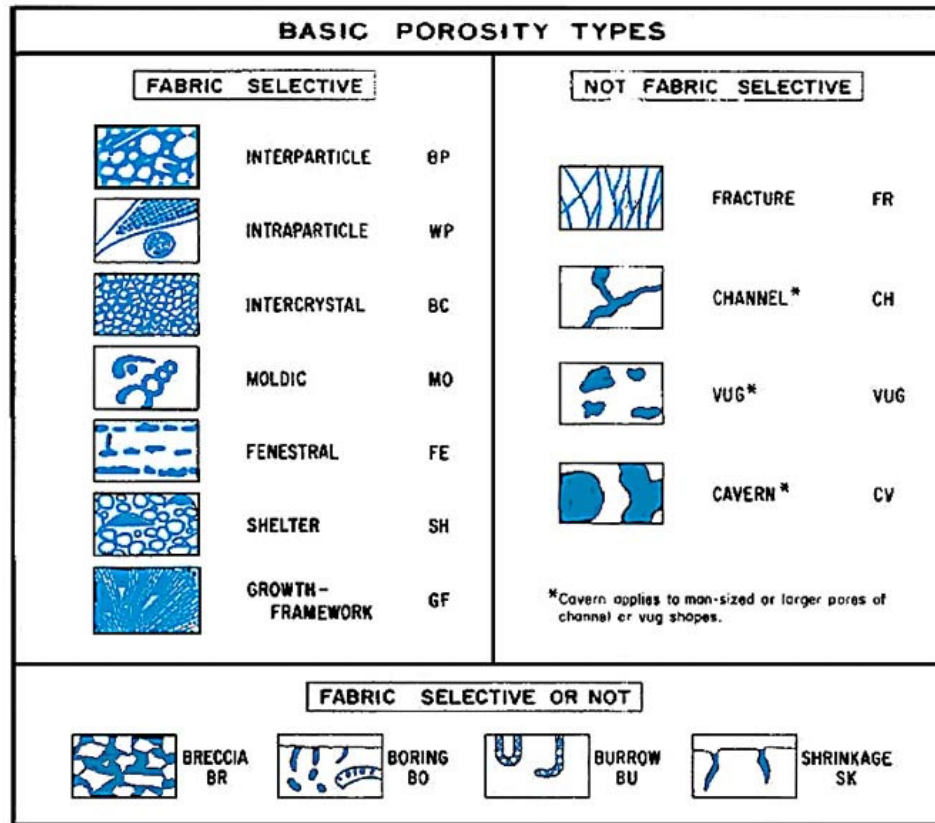 BASIC POROSITY TYPES
FABRIC SELECTIVE
INTERPARTICLE BP
INTRAPARTICLE WP
INTERCRYSTAL BC
MOLDIC MO
FENESTRAL FE
SHELTER SH
GROWTH-
FRAMEWORK GF
NOT FABRIC SELECTIVE
FRACTURE FR
CHANNEL* CH
VUG* VUG
CAVERN* CV
*Cavern applies to man-sized or larger pores of
channel or vug shapes.
FABRIC SELECTIVE OR NOT
BRECCIA
BR
BORING
BO
BURROW
BU
SHRINKAGE
SK